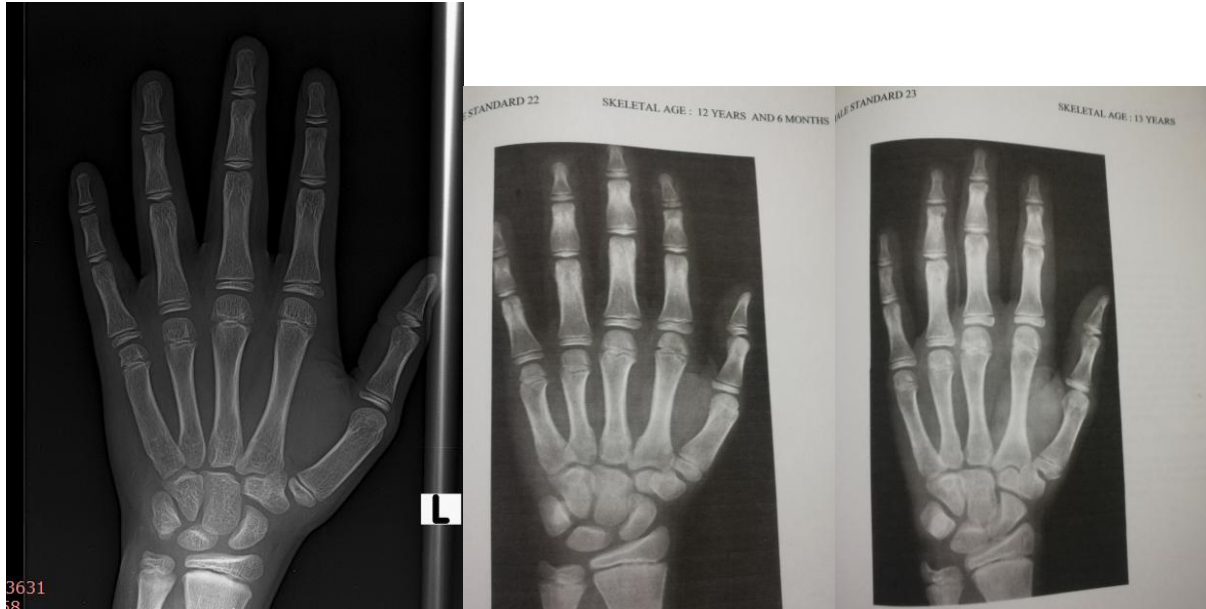 STANDARD 22
SKELETAL AGE : 12 YEARS AND 6 MONTHS
STANDARD 23
SKELETAL AGE : 13 YEARS
L
3631